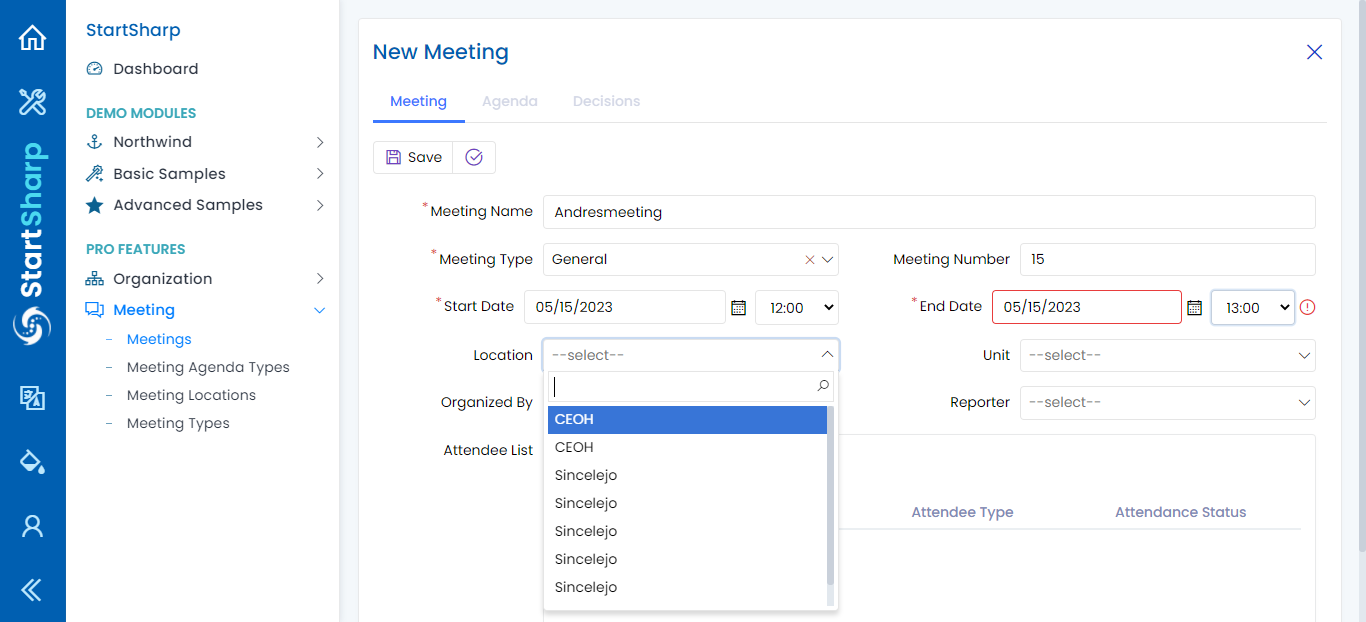 StartSharp
StartSharp
Dashboard
DEMO MODULES
Northwind
Basic Samples
Advanced Samples
PRO FEATURES
Organization
Meeting
Meetings
Meeting Agenda Types
Meeting Locations
Meeting Types
New Meeting
Meeting Agenda Decisions
Save
* Meeting Name Andresmeeting
* Meeting Type General Meeting Number 15
* Start Date 05/15/2023 12:00 * End Date 05/15/2023 13:00
Location --select-- Unit --select--
Organized By Reporter --select--
Attendee List
CEOH
CEOH
Sincelejo
Sincelejo
Sincelejo
Sincelejo
Sincelejo
Attendee Type Attendance Status